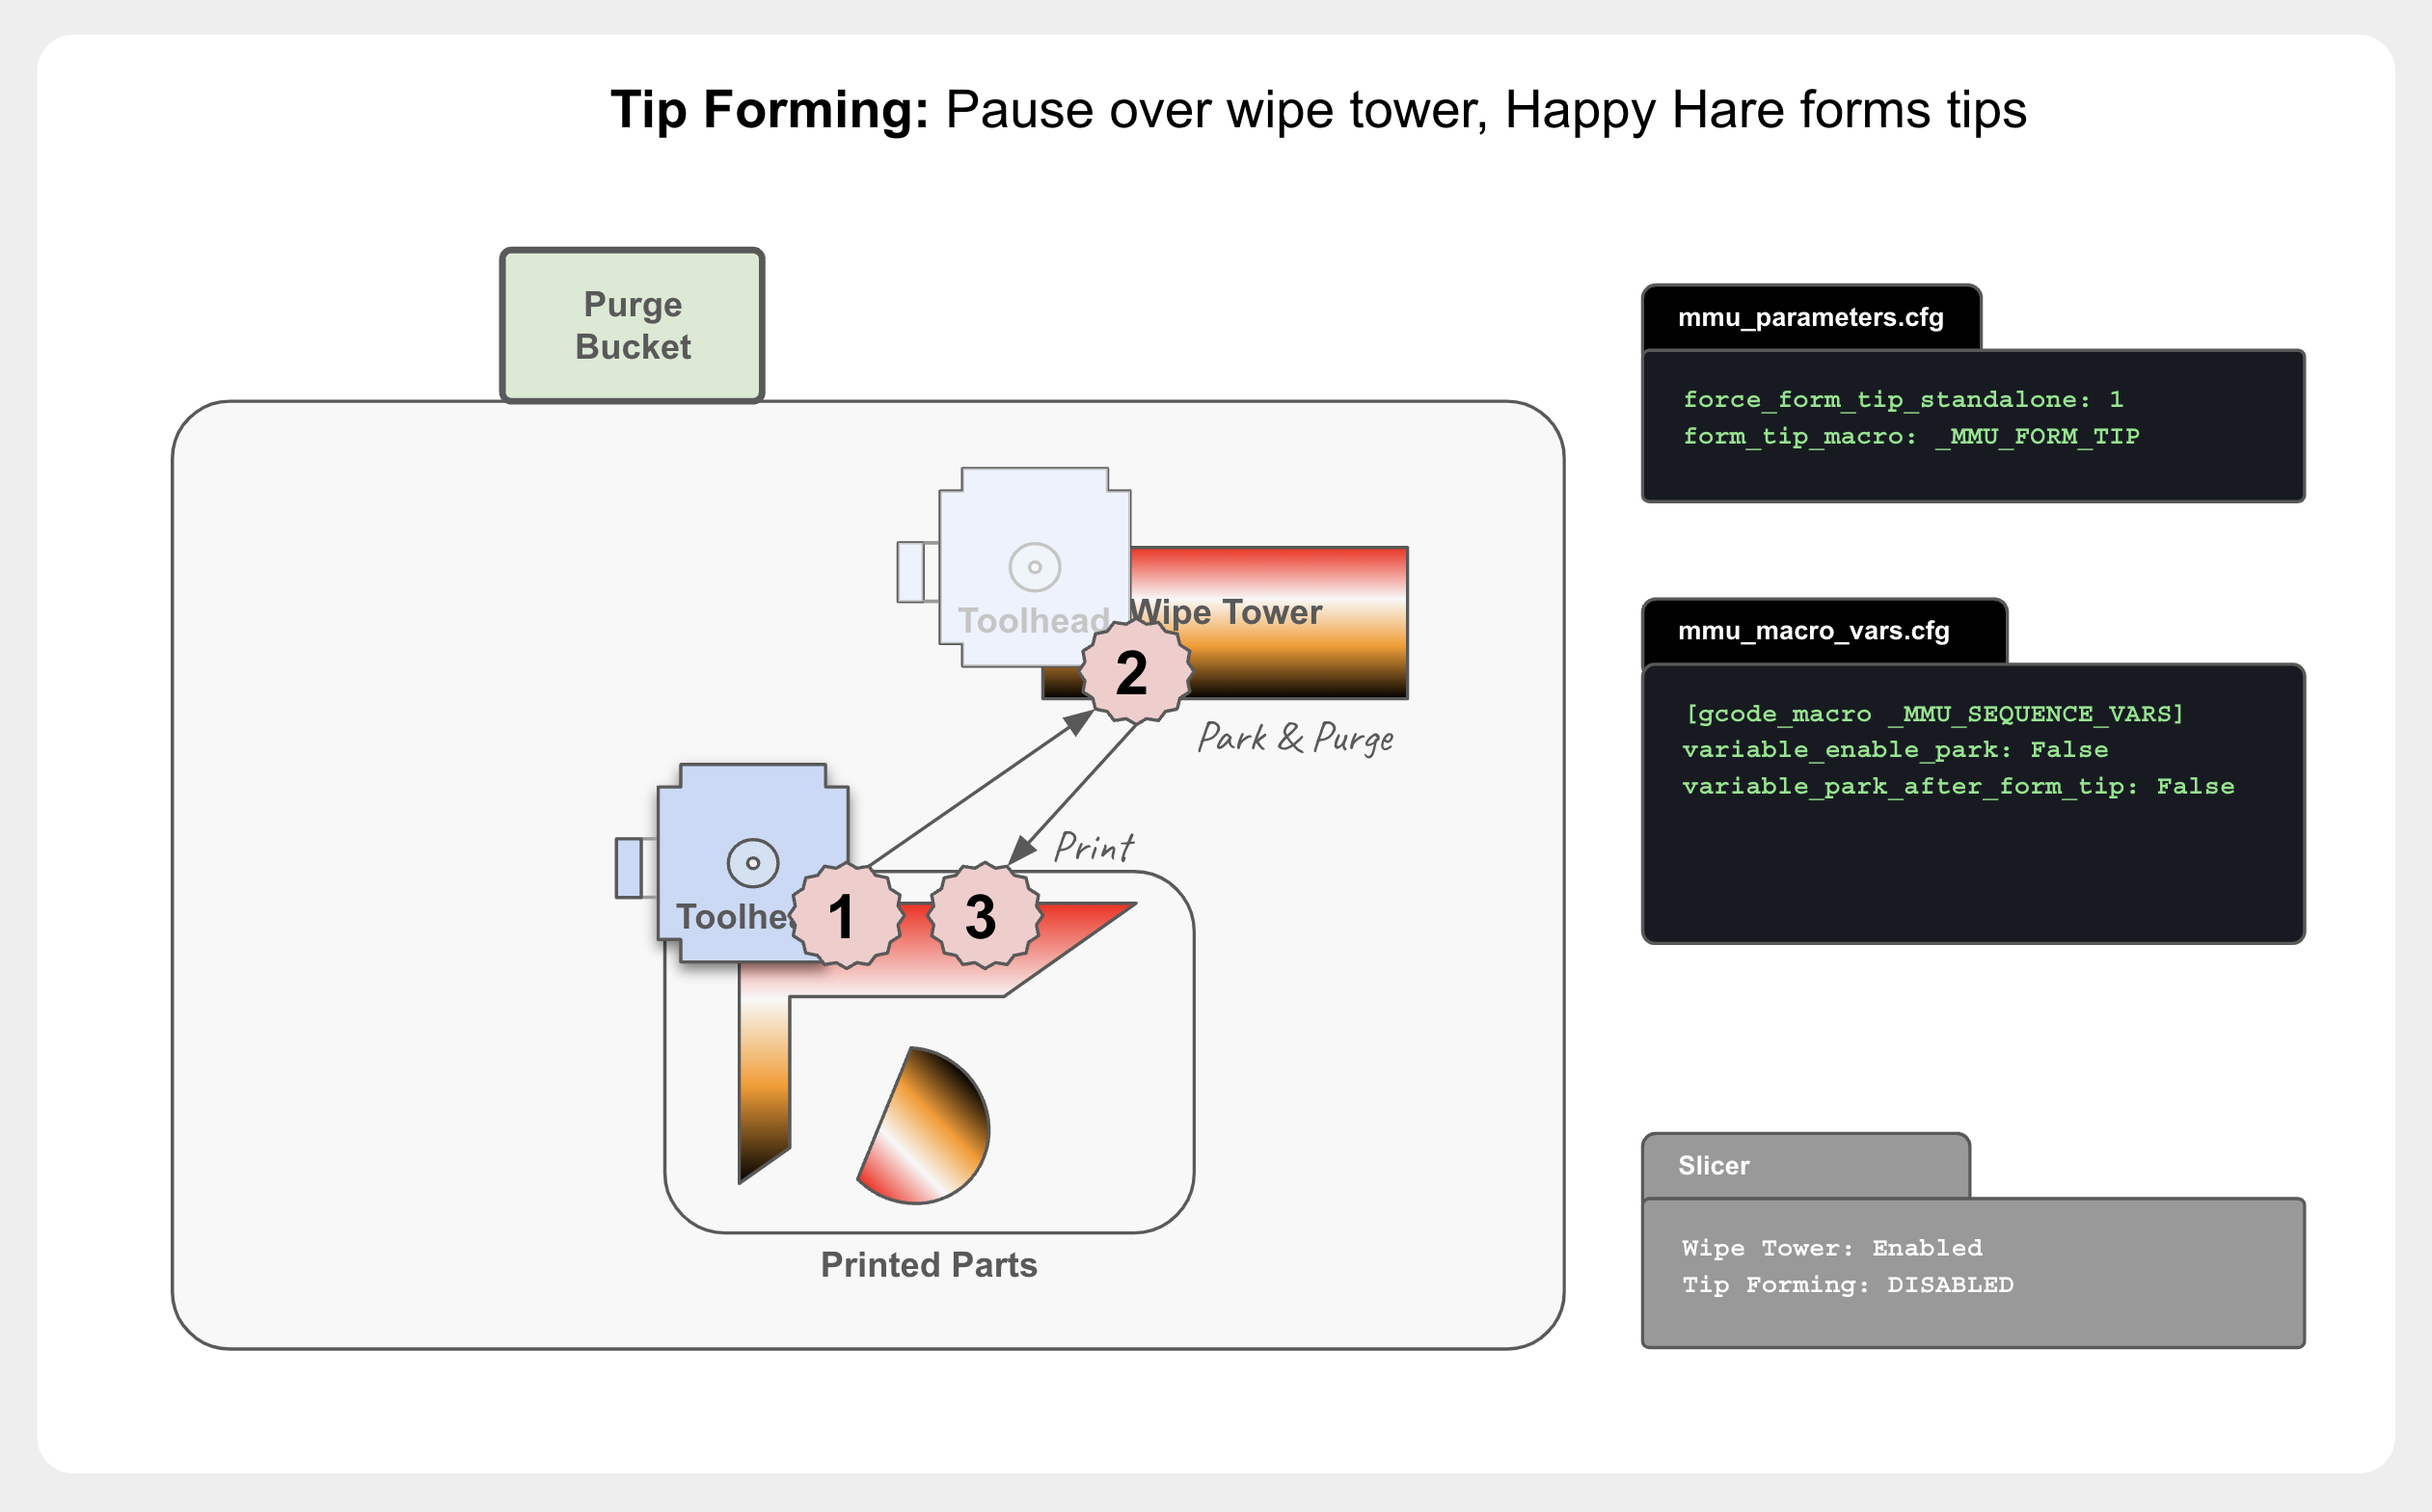 Tip Forming: Pause over wipe tower, Happy Hare forms tips
Purge
Bucket
mmu_parameters.cfg
force_form_tip_standalone: 1
form_tip_macro: _MMU_FORM_TIP
Toolhead
Wipe Tower
2
Park & Purge
mmu_macro_vars.cfg
[gcode_macro _MMU_SEQUENCE_VARS]
variable_enable_park: False
variable_park_after_form_tip: False
Print
Toolhe
1
3
Printed Parts
Slicer
Wipe Tower: Enabled
Tip Forming: DISABLED